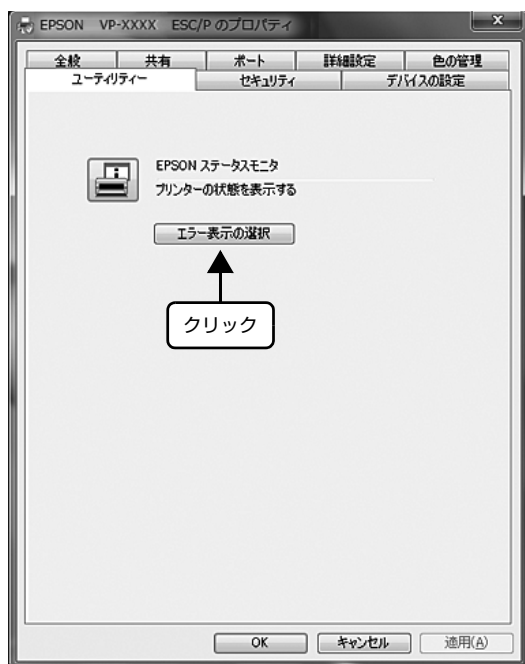 EPSON VP-XXXX ESC/P のプロパティ
全般 共有 ポート 詳細設定 色の管理
ユーティリティー セキュリティ デバイスの設定
EPSON ステータスモニタ
プリンターの状態を表示する
エラー表示の選択
クリック
OK キャンセル 適用(A)